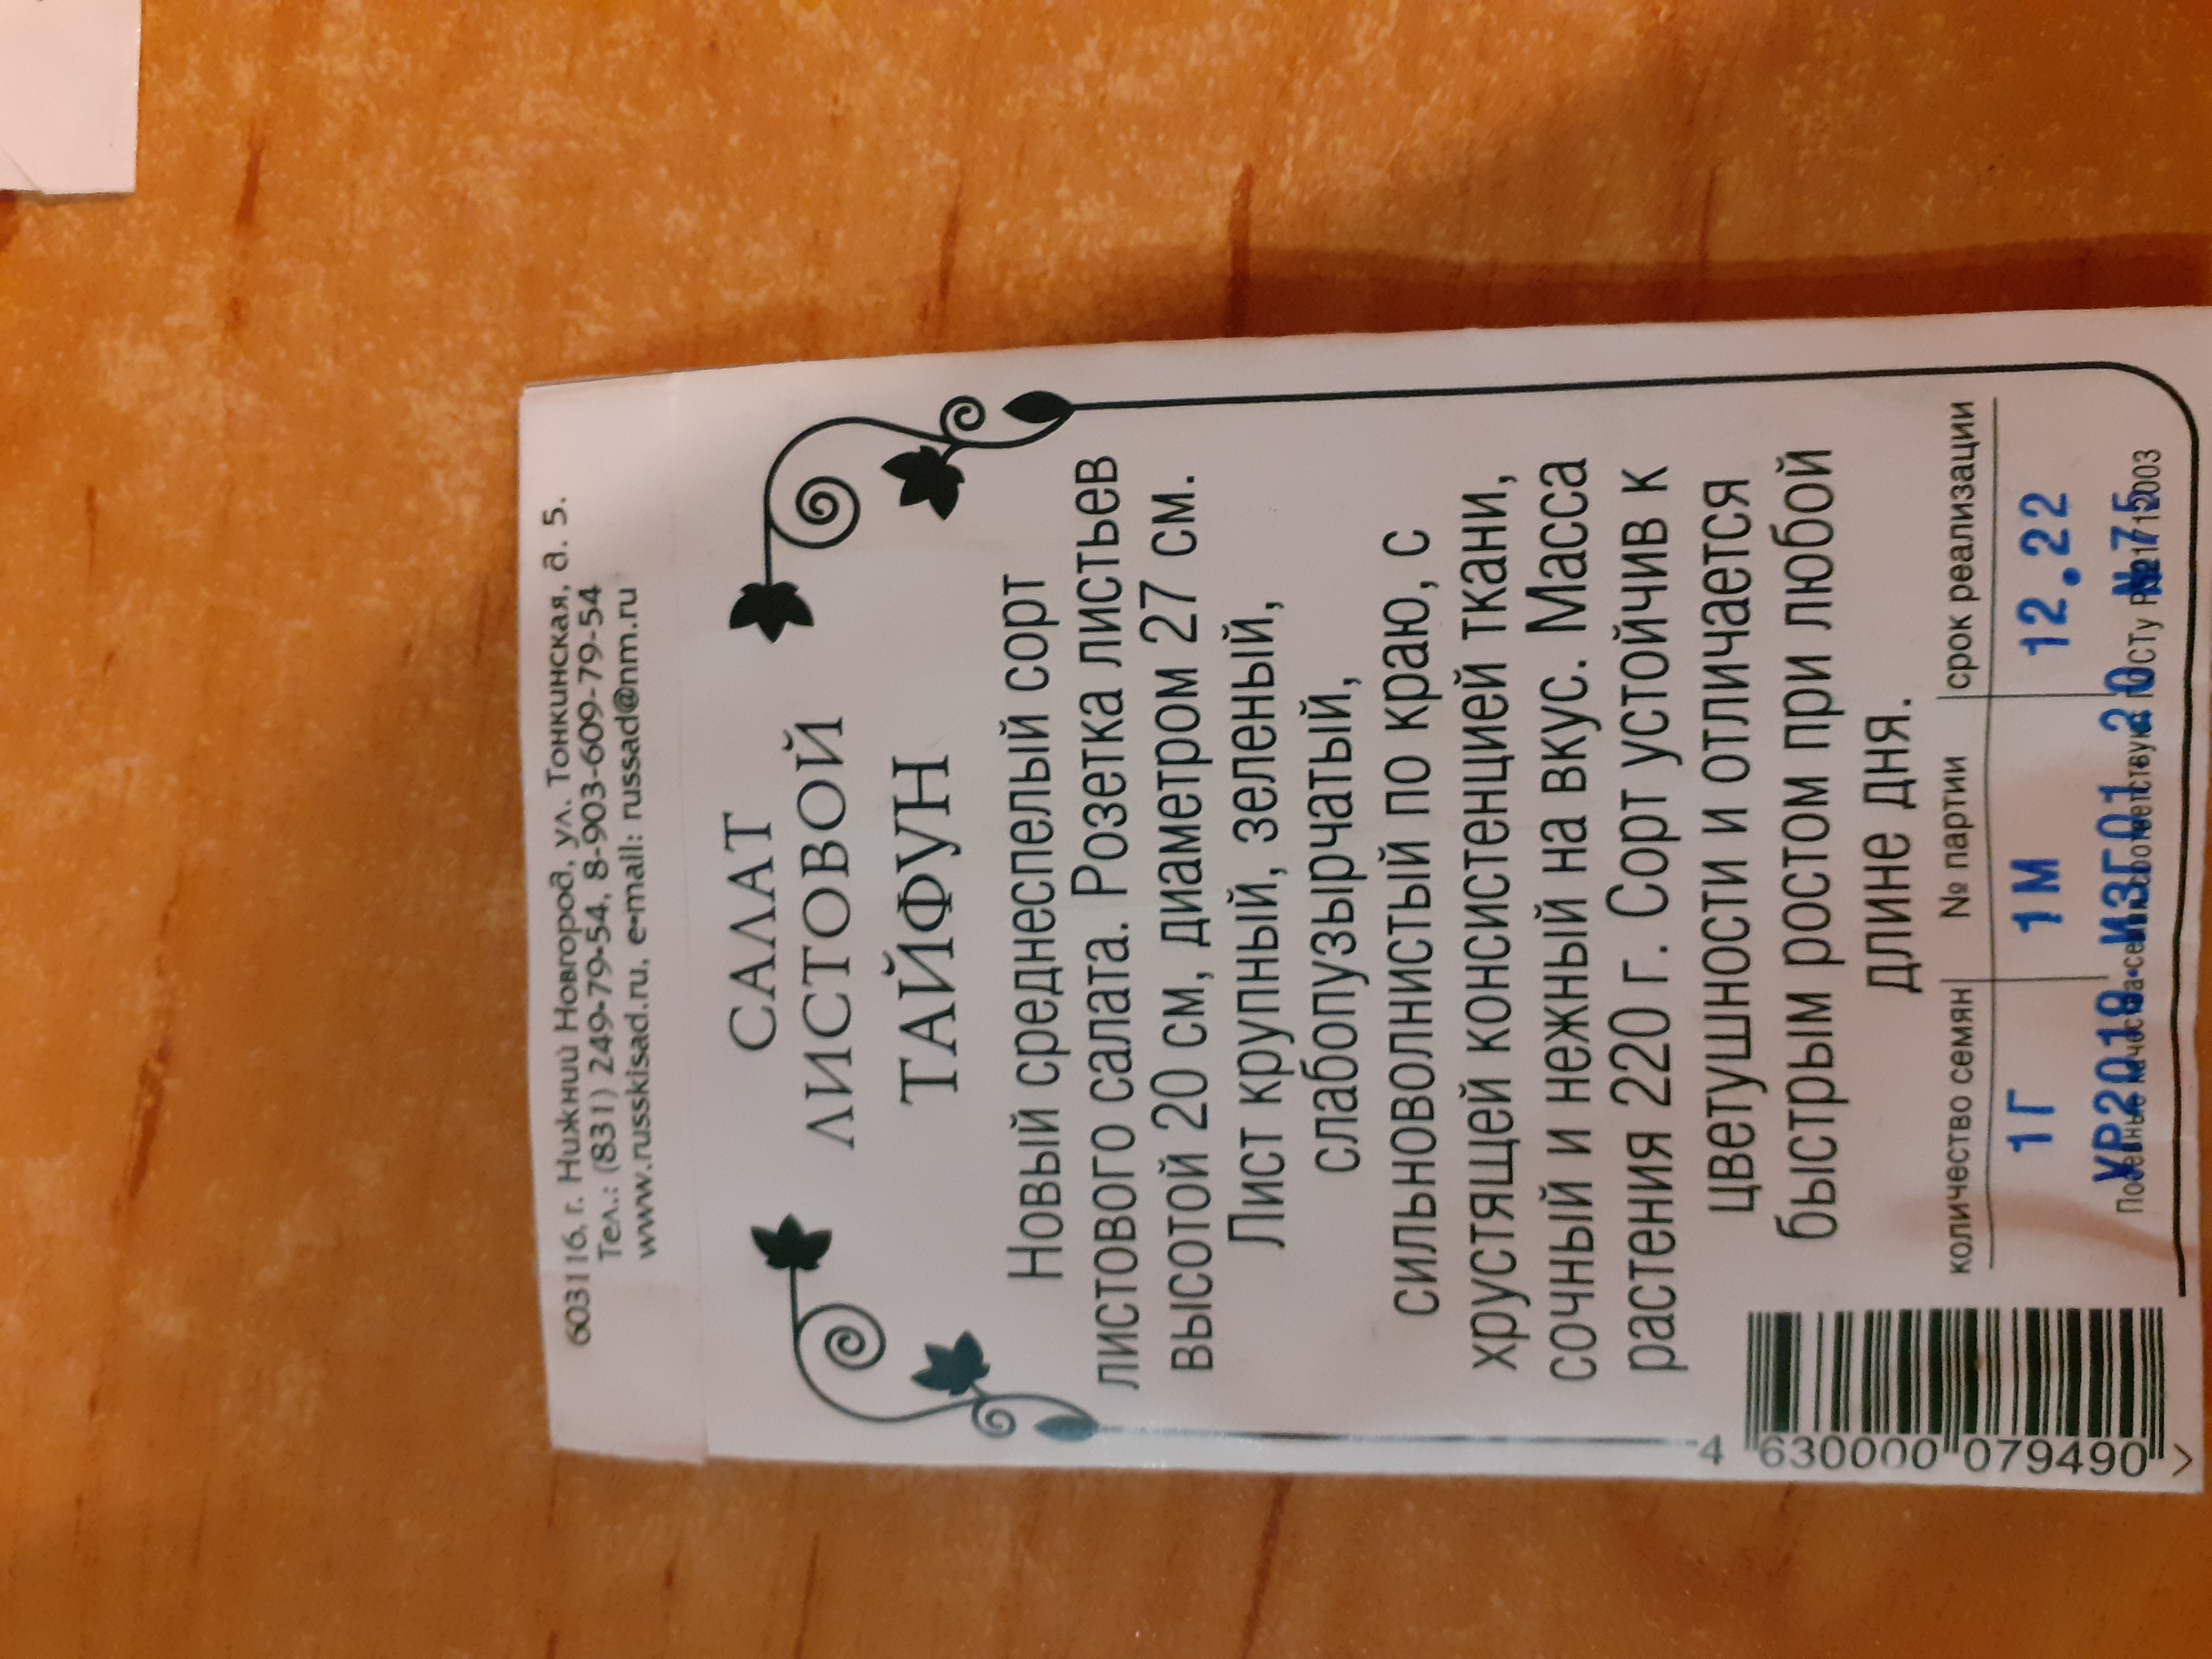 603116, г. Нижний Новгород, ул. Тонкинская, д. 5.
Тел.: (831) 249-79-54, 8-903-609-79-54
www.russkisad.ru, e-mail: russad@nm.ru
САЛАТ
ЛИСТОВОЙ
ТАЙФУН
Новый среднеспелый сорт
листового салата. Розетка листьев
высотой 20 см, диаметром 27 см.
Лист крупный, зеленый,
слабопузырчатый,
сильноволнистый по краю, с
хрустящей консистенцией ткани,
сочный и нежный на вкус. Масса
растения 220 г. Сорт устойчив к
цветушности и отличается
быстрым ростом при любой
длине дня.
количество семян № партии срок реализации
1Г 1М 12.22
УР2019 ИЗГ01.20 №75
4 630000 079490 >